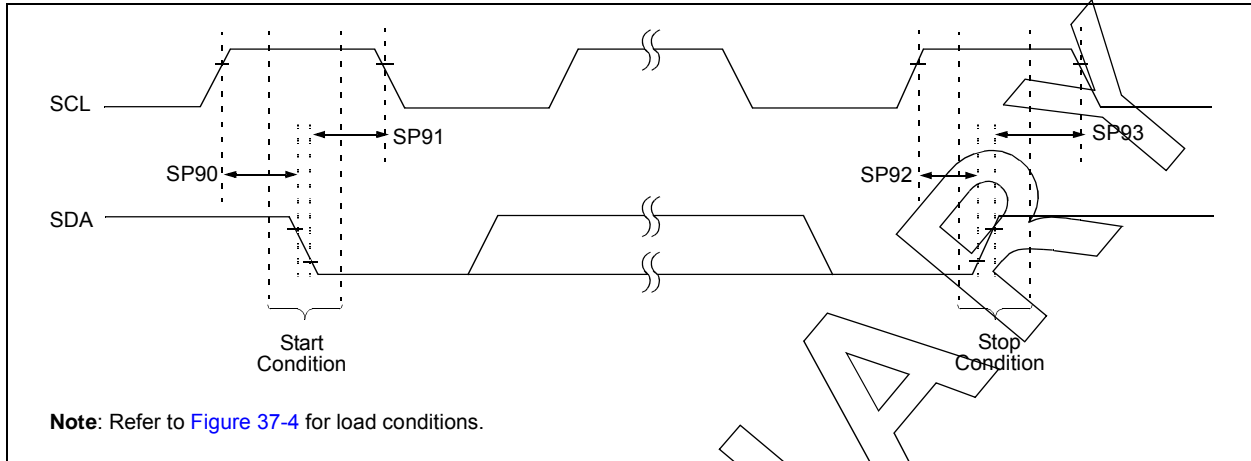 SCL
SP91
SP93
SP90
SP92
SDA
Start
Condition
Stop
Condition
Note: Refer to Figure 37-4 for load conditions.